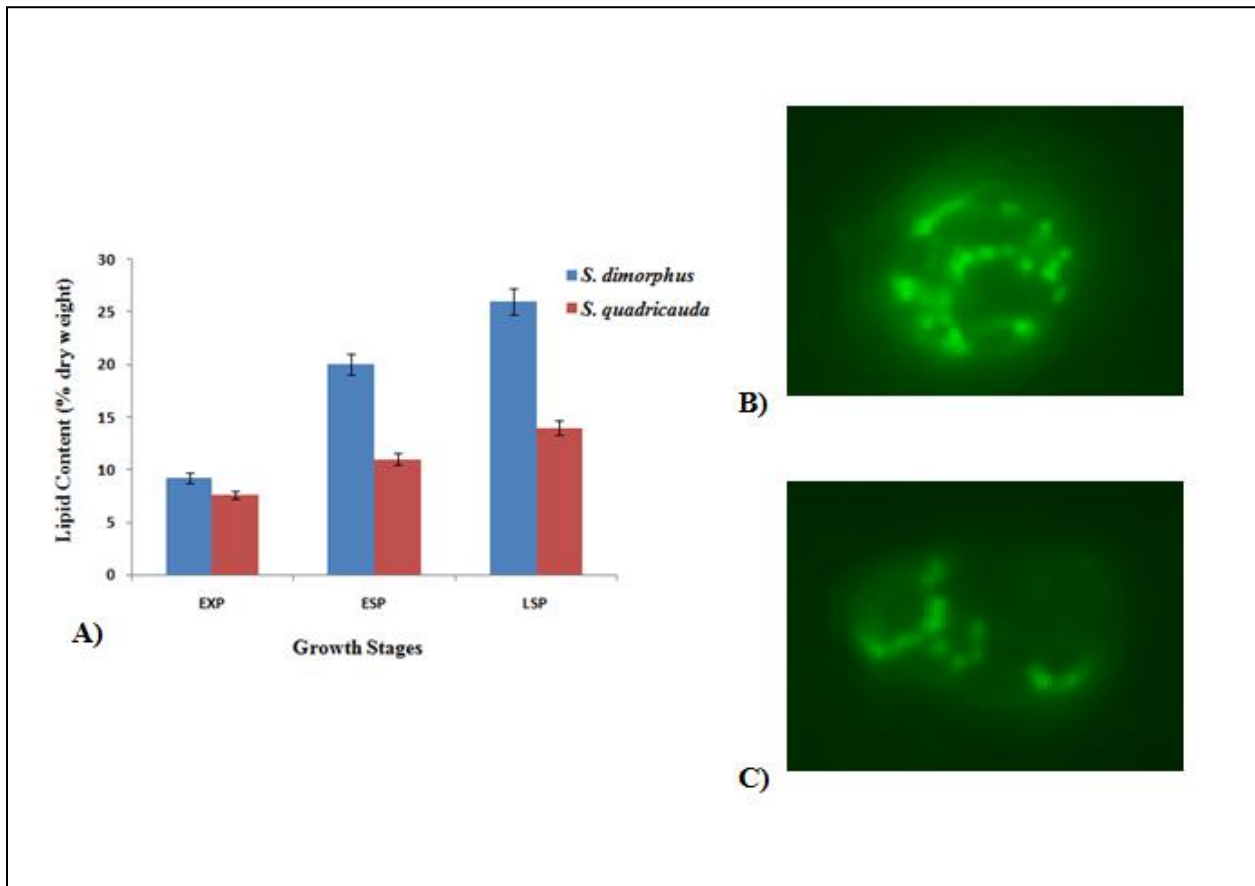 30
25
20
15
10
5
0
Lipid Content (% dry weight)
S. dimorphus
S. quadricauda
EXP ESP LSP
Growth Stages
A)
B)
C)